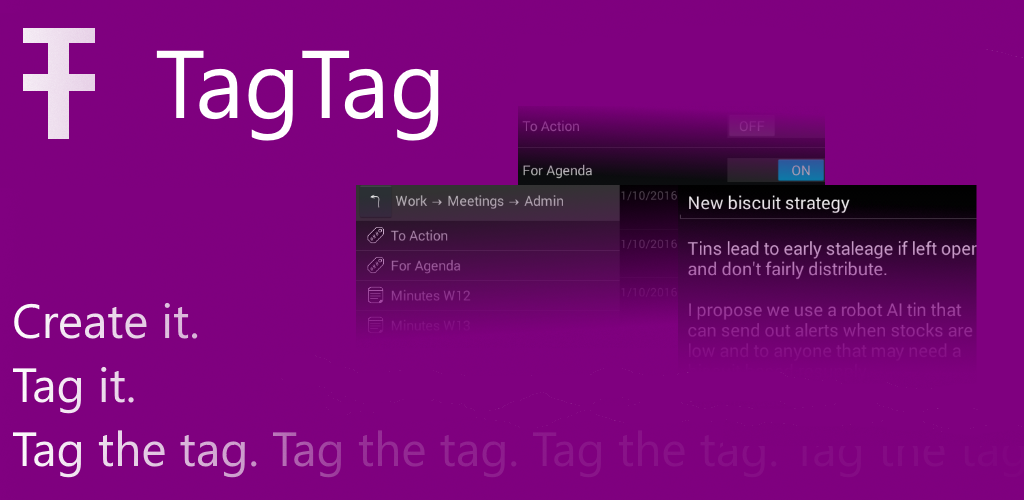 TagTag
To Action OFF
For Agenda ON
Work → Meetings → Admin
To Action
For Agenda
Minutes W12
Minutes W13
1/10/2016
1/10/2016
1/10/2016
New biscuit strategy
Tins lead to early staleage if left oper
and don't fairly distribute.
I propose we use a robot AI tin that
can send out alerts when stocks are
low and to anyone that may need a
Create it.
Tag it.
Tag the tag. Tag the tag. Tag the tag. Tag the tag